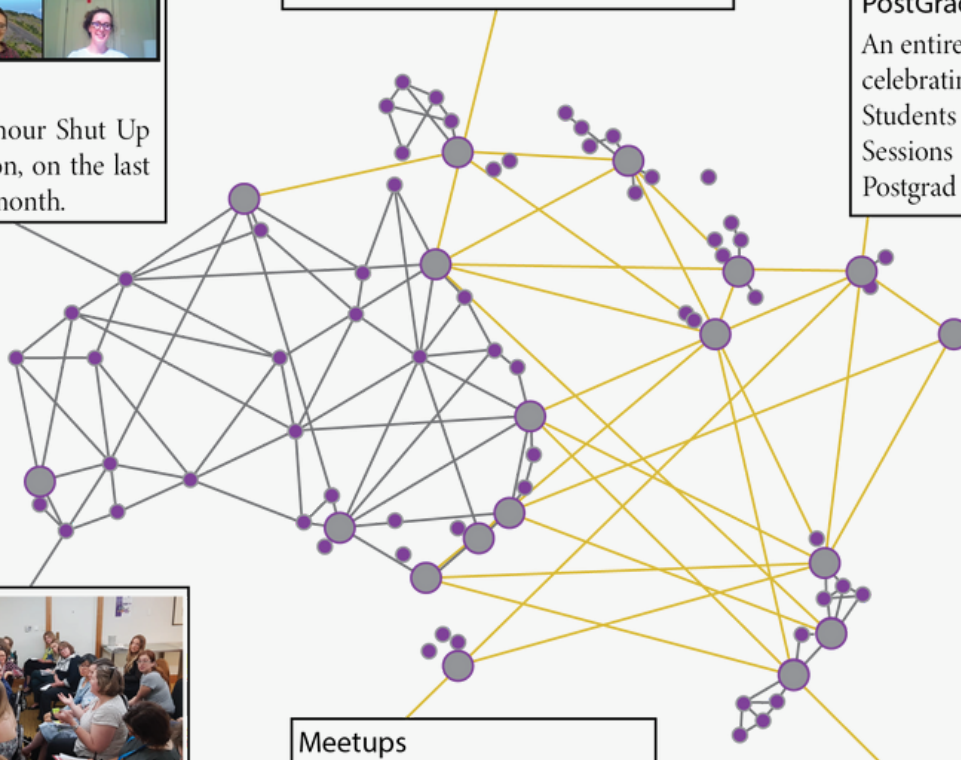 hour Shut Up
on, on the last
month.
PostGrad
An entire
celebratin
Students
Sessions
Postgrad
Meetups